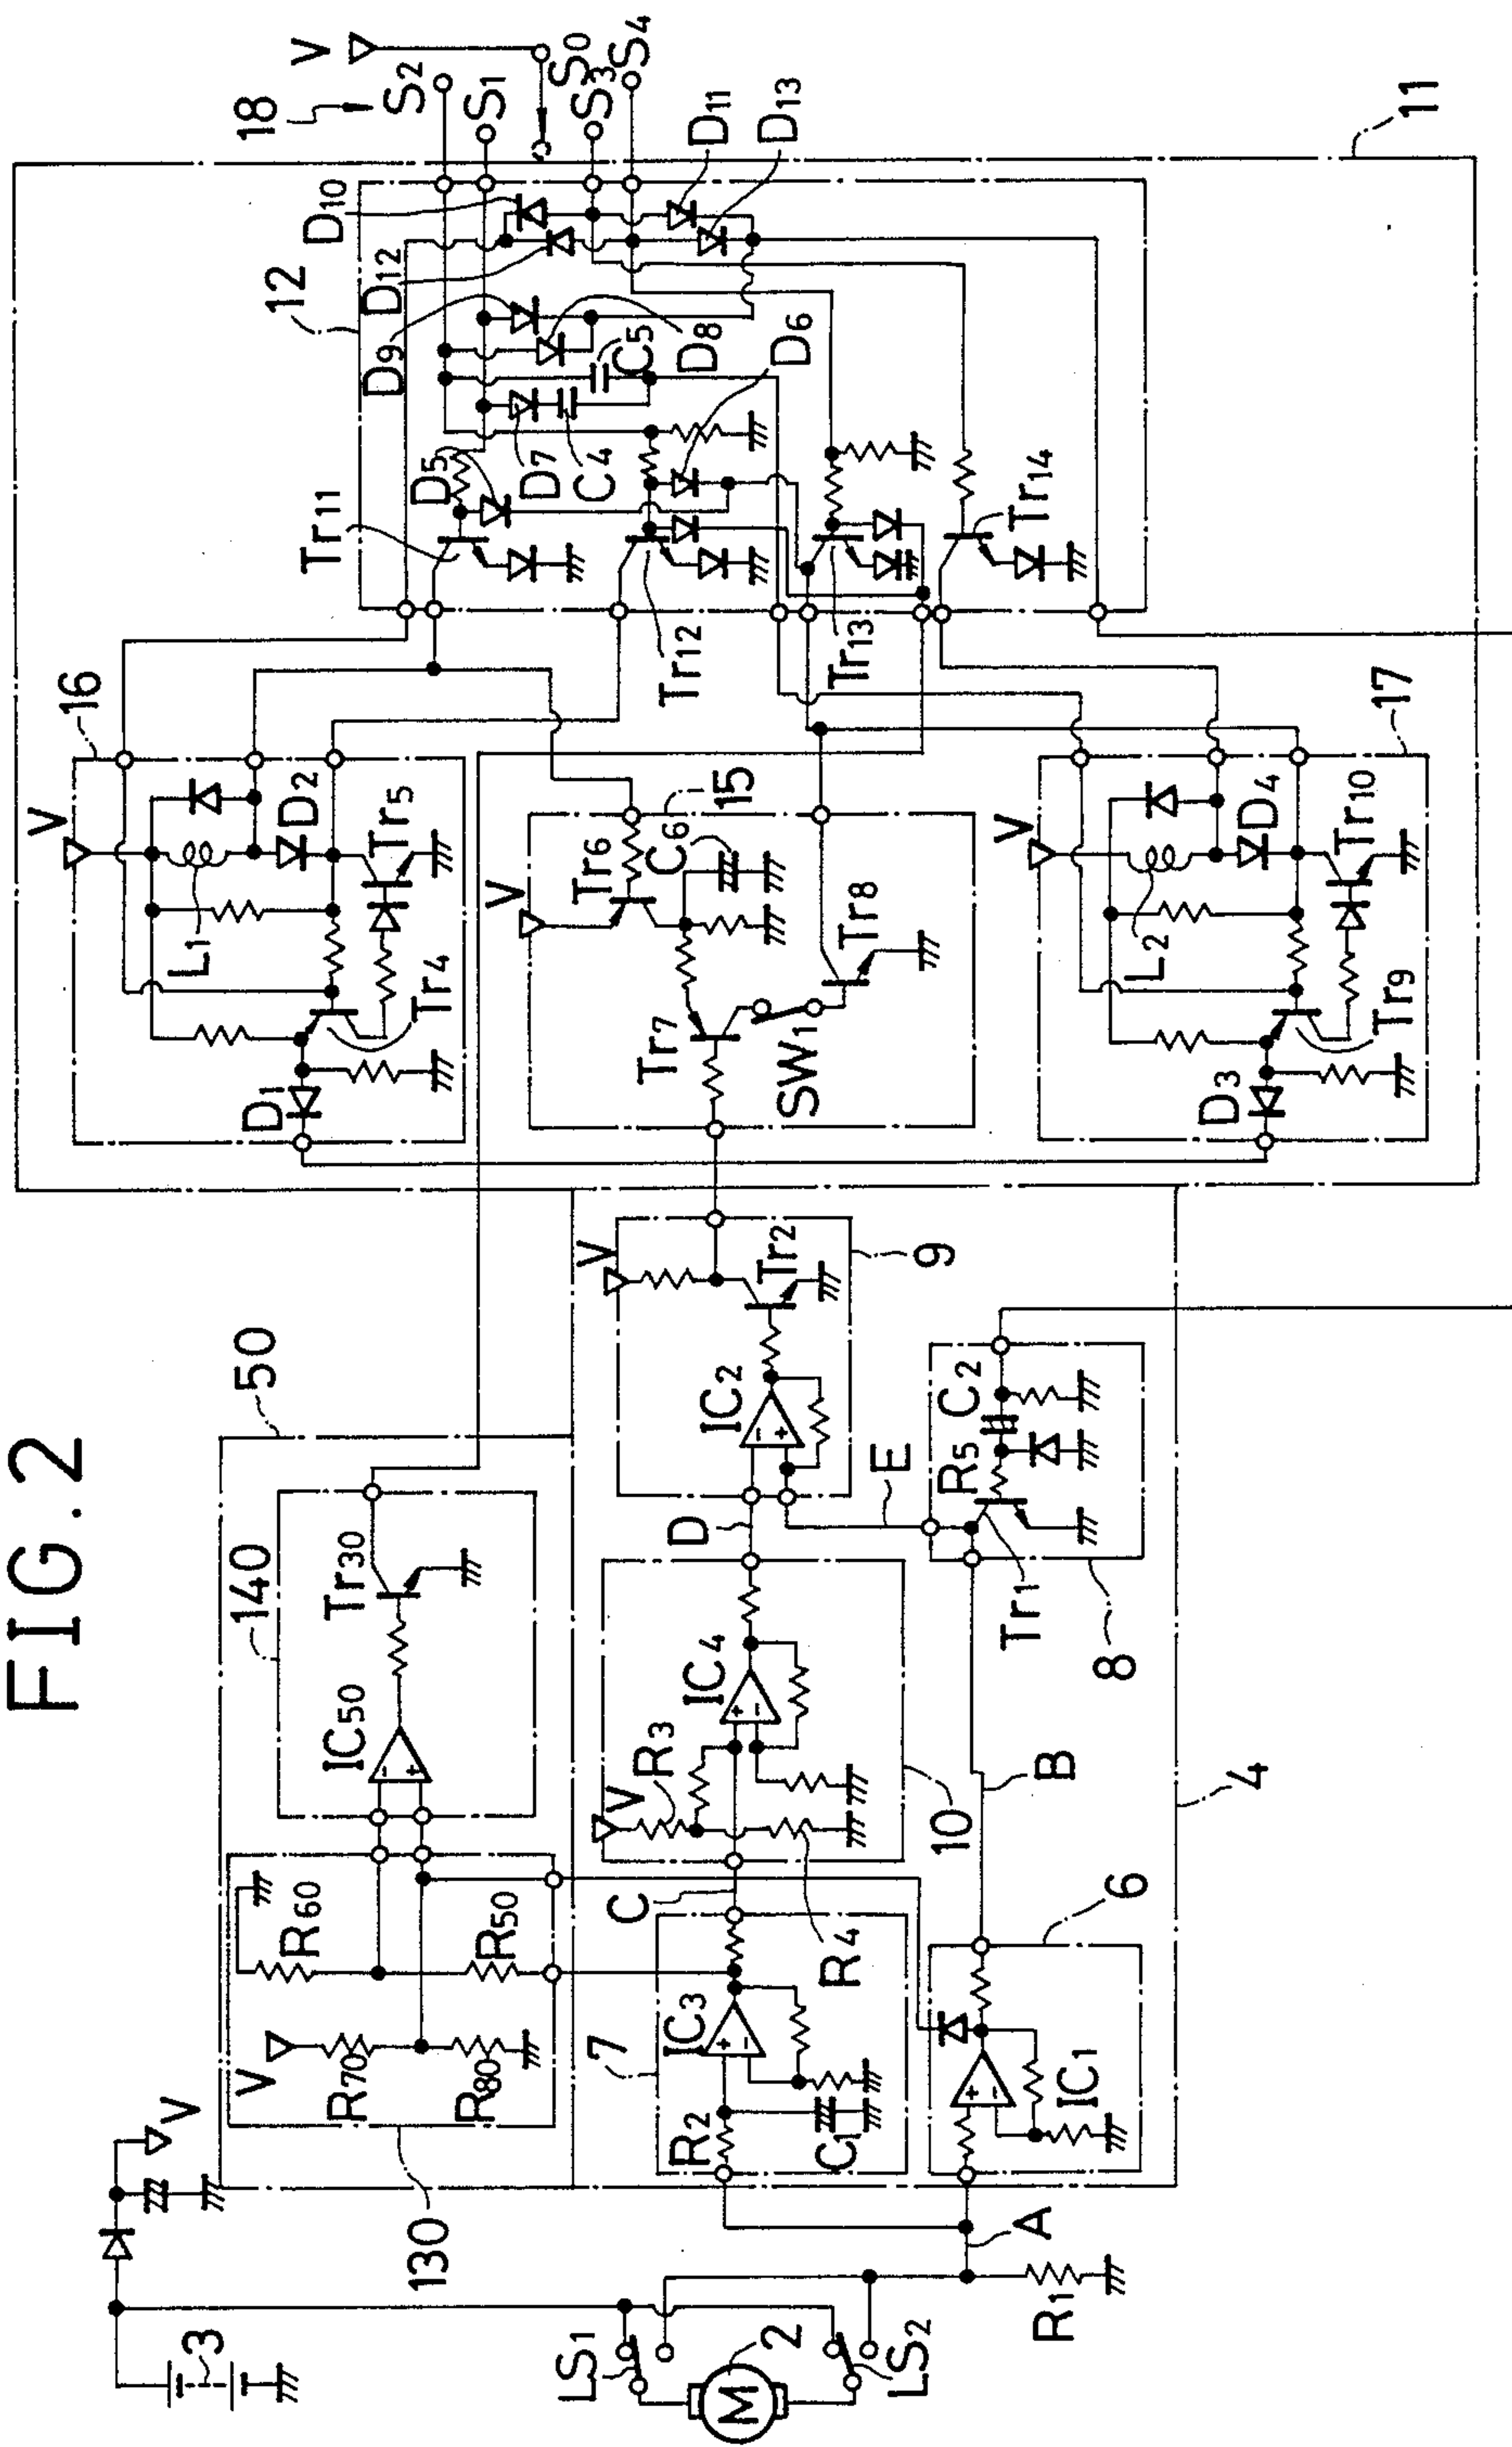 FIG.2
3
V
LS1
2
M
LS2
R1
A
130
V
R70
R80
R60
R50
140
IC50
-
+
Tr30
50
7
R2
C1
IC3
+
-
C
R4
6
IC1
+
-
B
4
10
V
R3
IC4
+
-
D
E
8
Tr1
R5
C2
9
V
IC2
-
+
Tr2
11
16
V
D1
Tr4
L1
D2
Tr5
15
V
Tr7
SW1
Tr6
C6
Tr8
17
V
D3
Tr9
L2
D4
Tr10
12
Tr11
D5
D7
C4
Tr12
D6
C5
D8
D9
D12
D10
Tr13
Tr14
D11
D13
18
V
S2
S1
S0
S3
S4